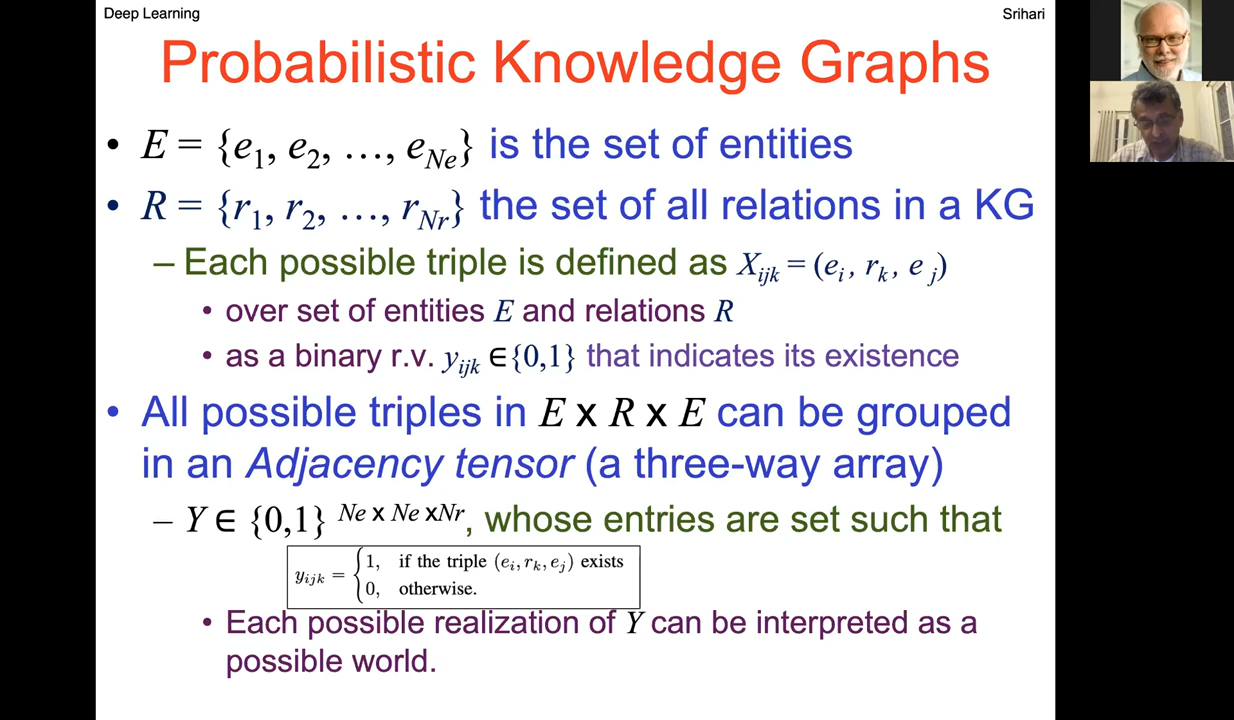 Deep Learning
Srihari
Probabilistic Knowledge Graphs
• E = {e1, e2, …, eNe} is the set of entities
• R = {r1, r2, …, rNr} the set of all relations in a KG
– Each possible triple is defined as Xijk = (ei, rk, ej)
• over set of entities E and relations R
• as a binary r.v. yijk ∈{0,1} that indicates its existence
• All possible triples in E x R x E can be grouped
in an Adjacency tensor (a three-way array)
– Y ∈ {0,1} Ne x Ne xNr, whose entries are set such that
yijk = { 1, if the triple (ei, rk, ej) exists
0, otherwise.
• Each possible realization of Y can be interpreted as a
possible world.